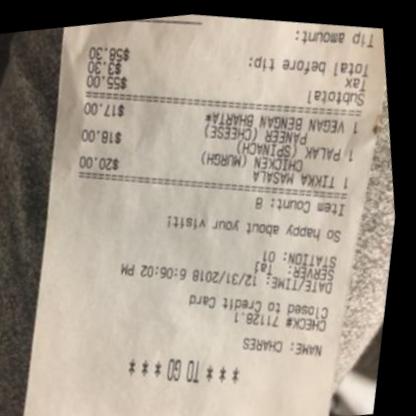 ***TO GO****
NAME: CHARES
CHECK# 71128.1
Closed to Credit Card
DATE/TIME: 12/31/2018 6:06:02 PM
SERVER: Taj
STATION: 01
So happy about your visit!
Item Count: 8
1 TIKKA MASALA $20.00
CHICKEN (MURGH)
1 PALAK (SPINACH) $18.00
PANEER (CHEESE)
1 VEGAN BENGAN BHARTA* $17.00
Subtotal $55.00
Tax $3.30
Total before tip: $58.30
Tip amount: